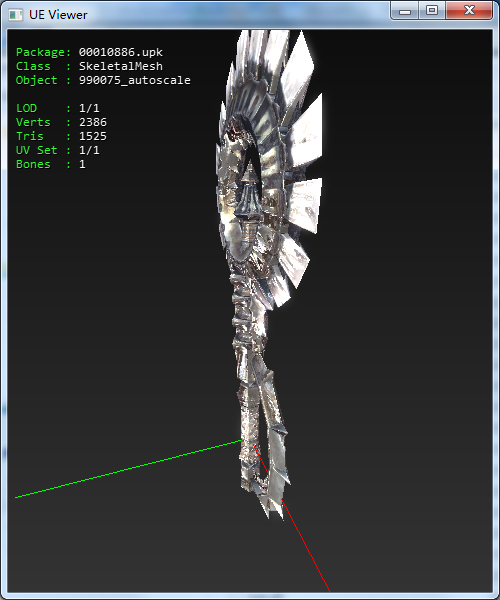 UE Viewer
Package: 00010886.upk
Class : SkeletalMesh
Object : 990075_autoscale
LOD : 1/1
Verts : 2386
Tris : 1525
UV Set : 1/1
Bones : 1